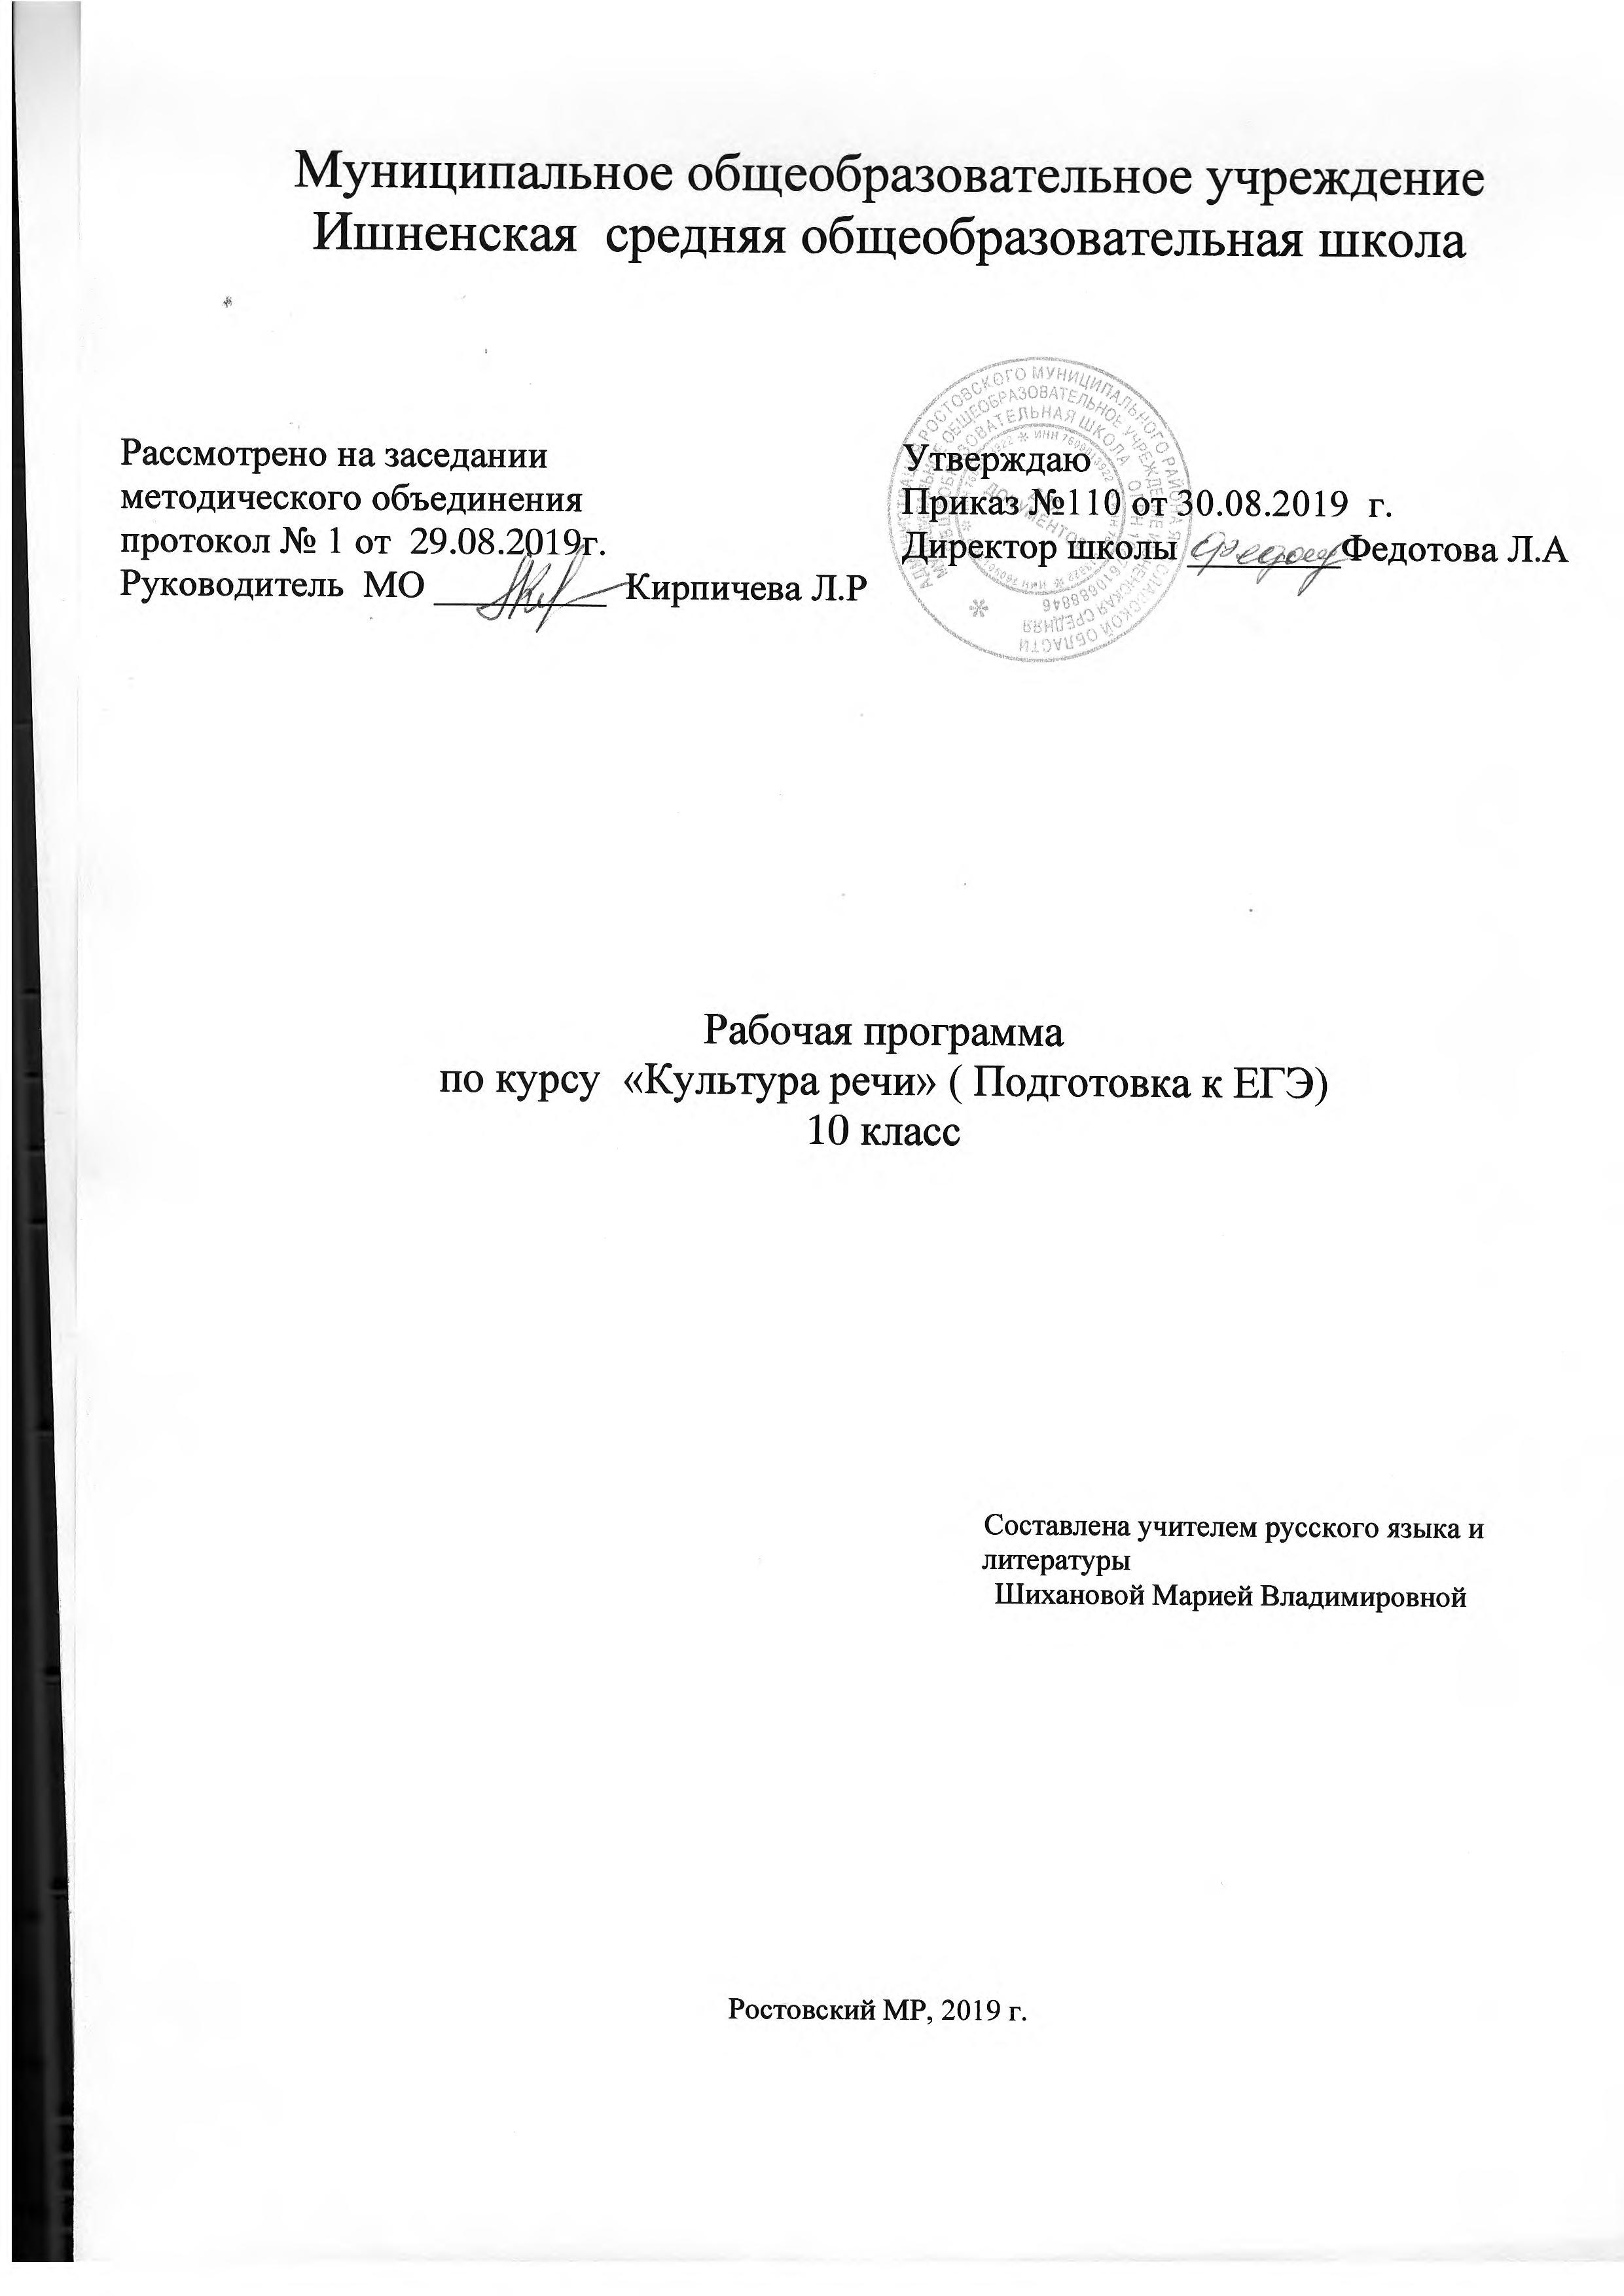 Муниципальное общеобразовательное учреждение
Ишненская средняя общеобразовательная школа
Рассмотрено на заседании
методического объединения
протокол № 1 от 29.08.2019г.
Руководитель МО ___________ Кирпичева Л.Р
Утверждаю
Приказ №110 от 30.08.2019 г.
Директор школы __________Федотова Л.А
Рабочая программа
по курсу «Культура речи» ( Подготовка к ЕГЭ)
10 класс
Составлена учителем русского языка и
литературы
Шихановой Марией Владимировной
Ростовский МР, 2019 г.